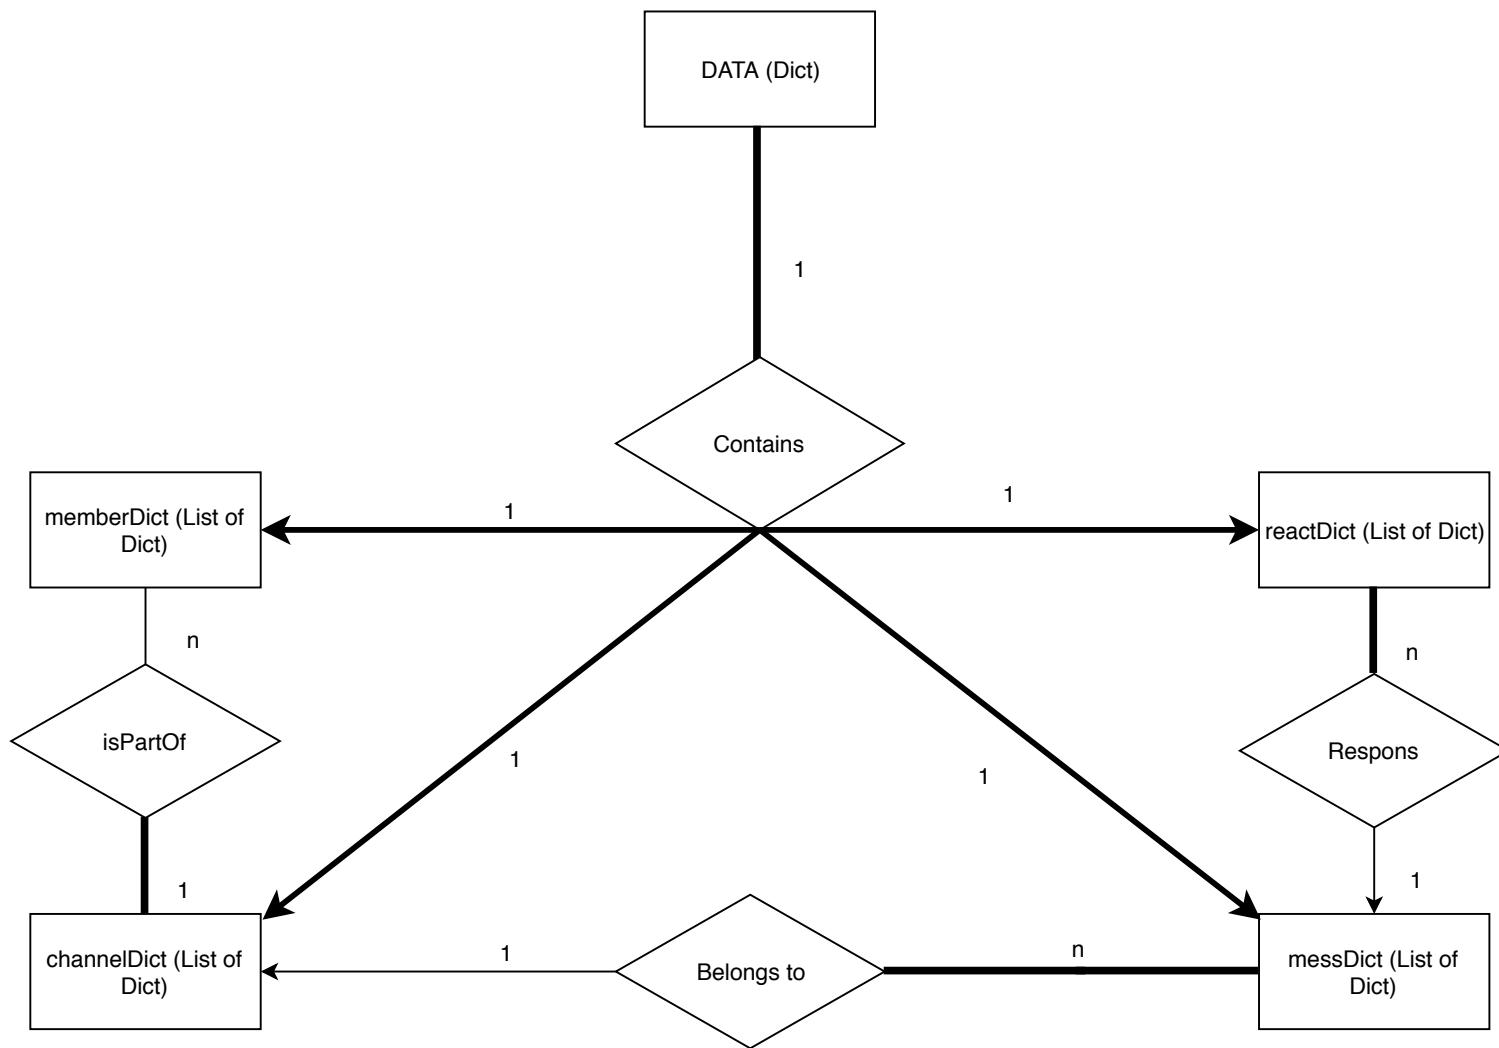 DATA (Dict)
1
Contains
memberDict (List of
Dict)
1
1
reactDict (List of Dict)
n
n
isPartOf
Respons
1
1
1
1
channelDict (List of
Dict)
1
Belongs to
n
messDict (List of
Dict)